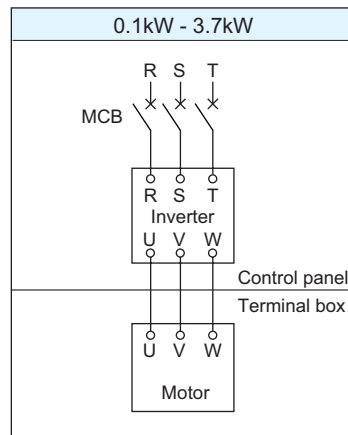 0.1kW - 3.7kW
R S T
MCB
R S T
Inverter
U V W
Control panel
Terminal box
U V W
Motor